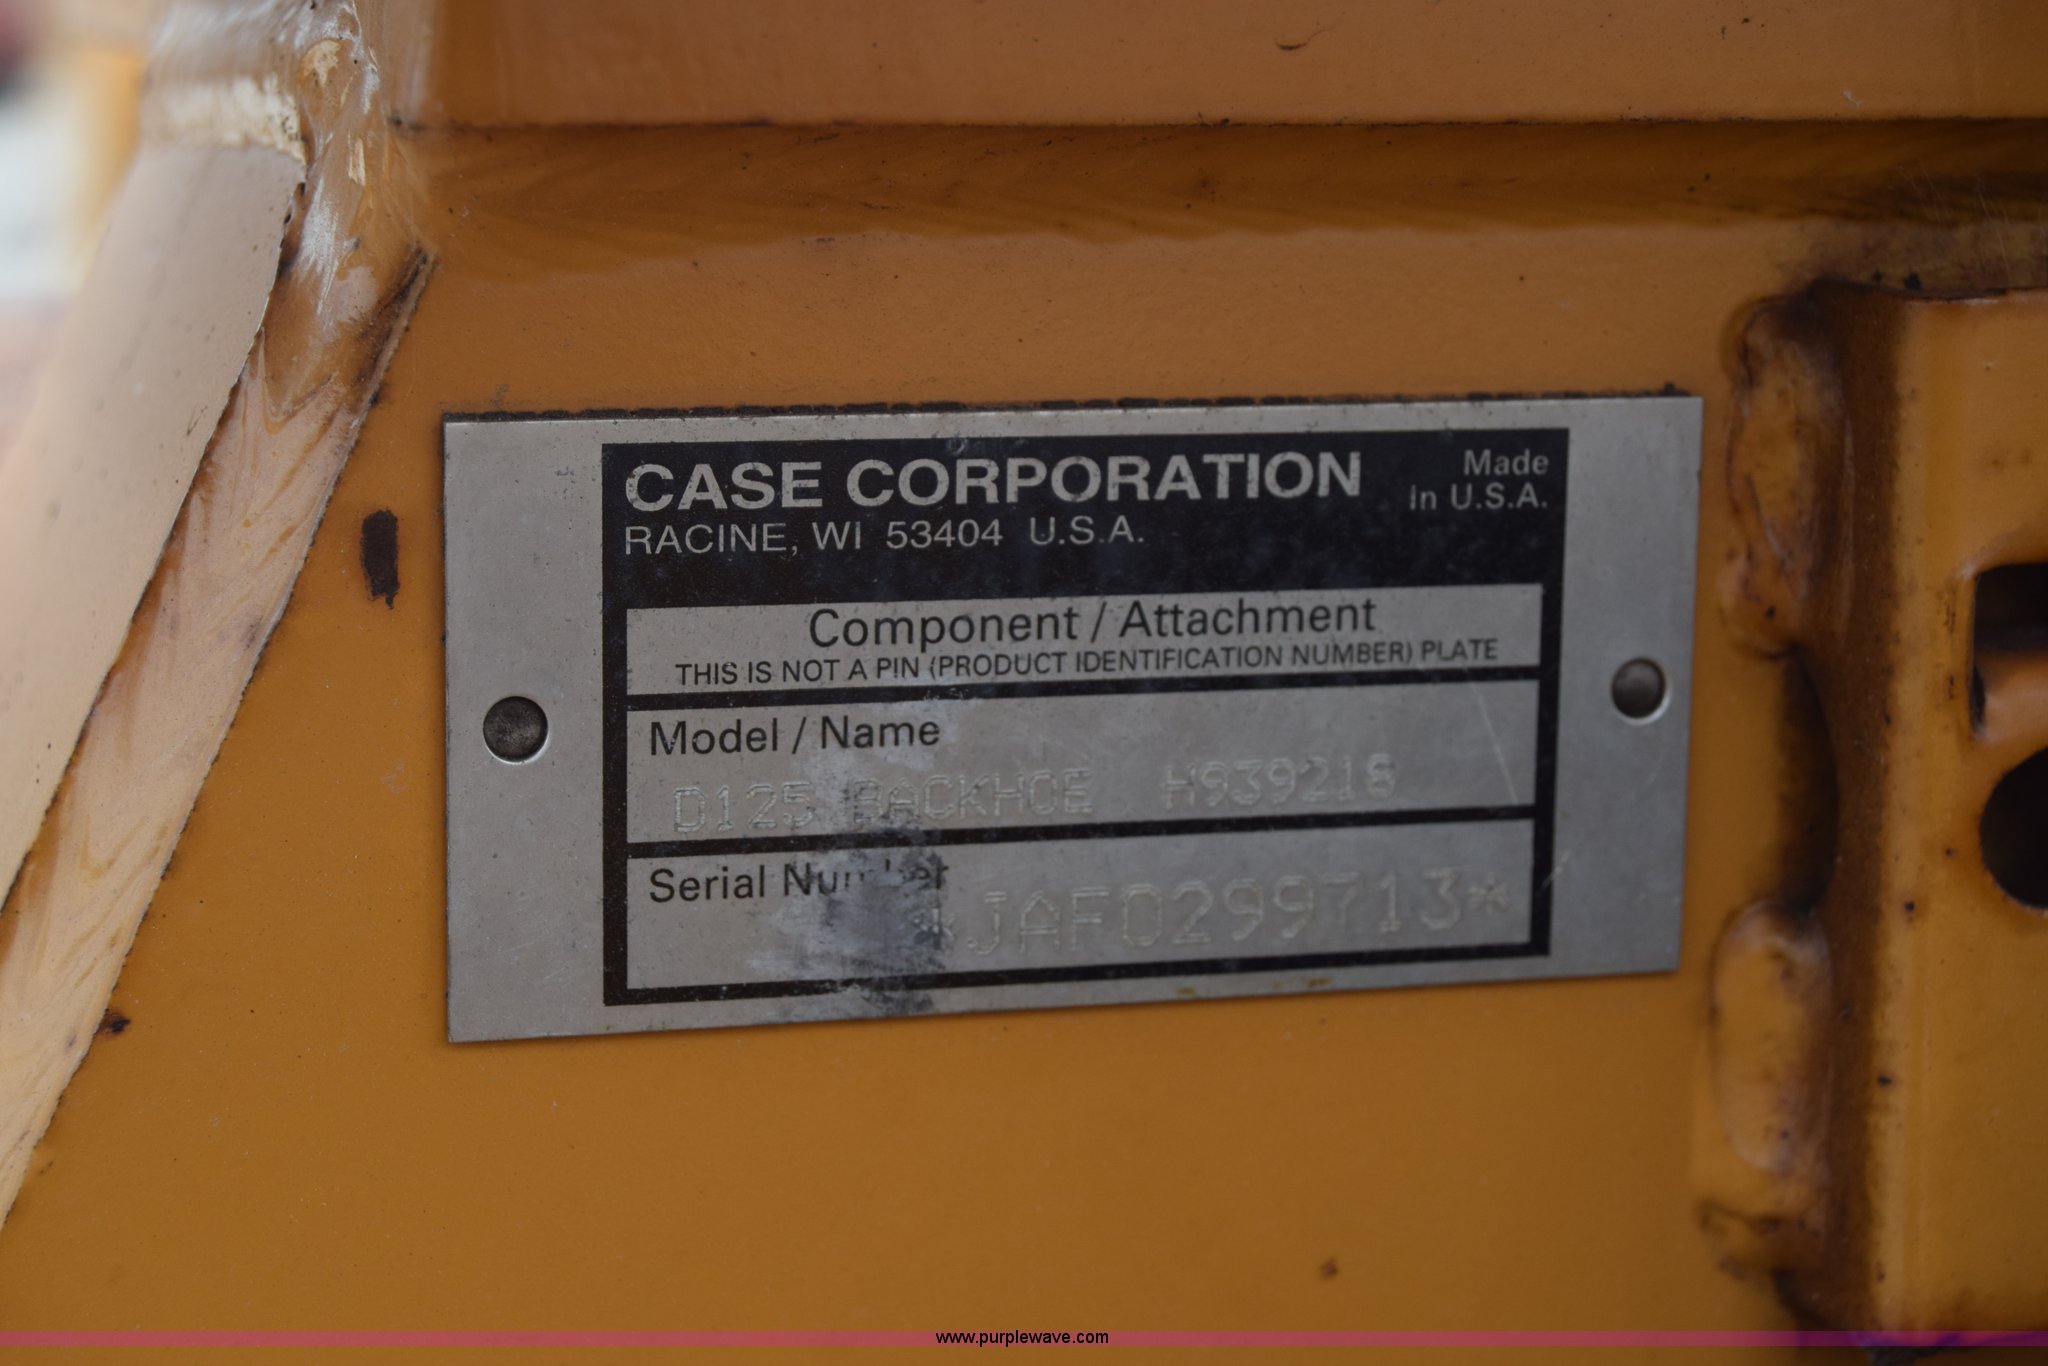 CASE CORPORATION
Made
in U.S.A.
RACINE, WI 53404 U.S.A.
Component / Attachment
THIS IS NOT A PIN (PRODUCT IDENTIFICATION NUMBER) PLATE
Model / Name
D125 BACKHOE H939218
Serial Number
*JAF0299713*
www.purplewave.com